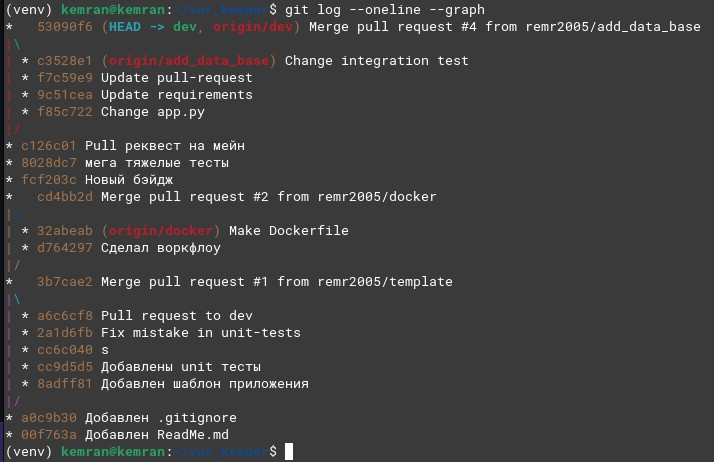 (venv) kemran@kemran:~/var_keeper$ git log --oneline --graph
*   53090f6 (HEAD -> dev, origin/dev) Merge pull request #4 from remr2005/add_data_base
|\
| * c3528e1 (origin/add_data_base) Change integration test
| * f7c59e9 Update pull-request
| * 9c51cea Update requirements
| * f85c722 Change app.py
|/
* c126c01 Pull реквест на мейн
* 8028dc7 мега тяжелые тесты
* fcf203c Новый бэйдж
*   cd4bb2d Merge pull request #2 from remr2005/docker
|\
| * 32abeab (origin/docker) Make Dockerfile
| * d764297 Сделал воркфлоу
|/
*   3b7cae2 Merge pull request #1 from remr2005/template
|\
| * a6c6cf8 Pull request to dev
| * 2a1d6fb Fix mistake in unit-tests
| * cc6c040 s
| * cc9d5d5 Добавлены unit тесты
| * 8adff81 Добавлен шаблон приложения
|/
* a0c9b30 Добавлен .gitignore
* 00f763a Добавлен ReadMe.md
(venv) kemran@kemran:~/var_keeper$